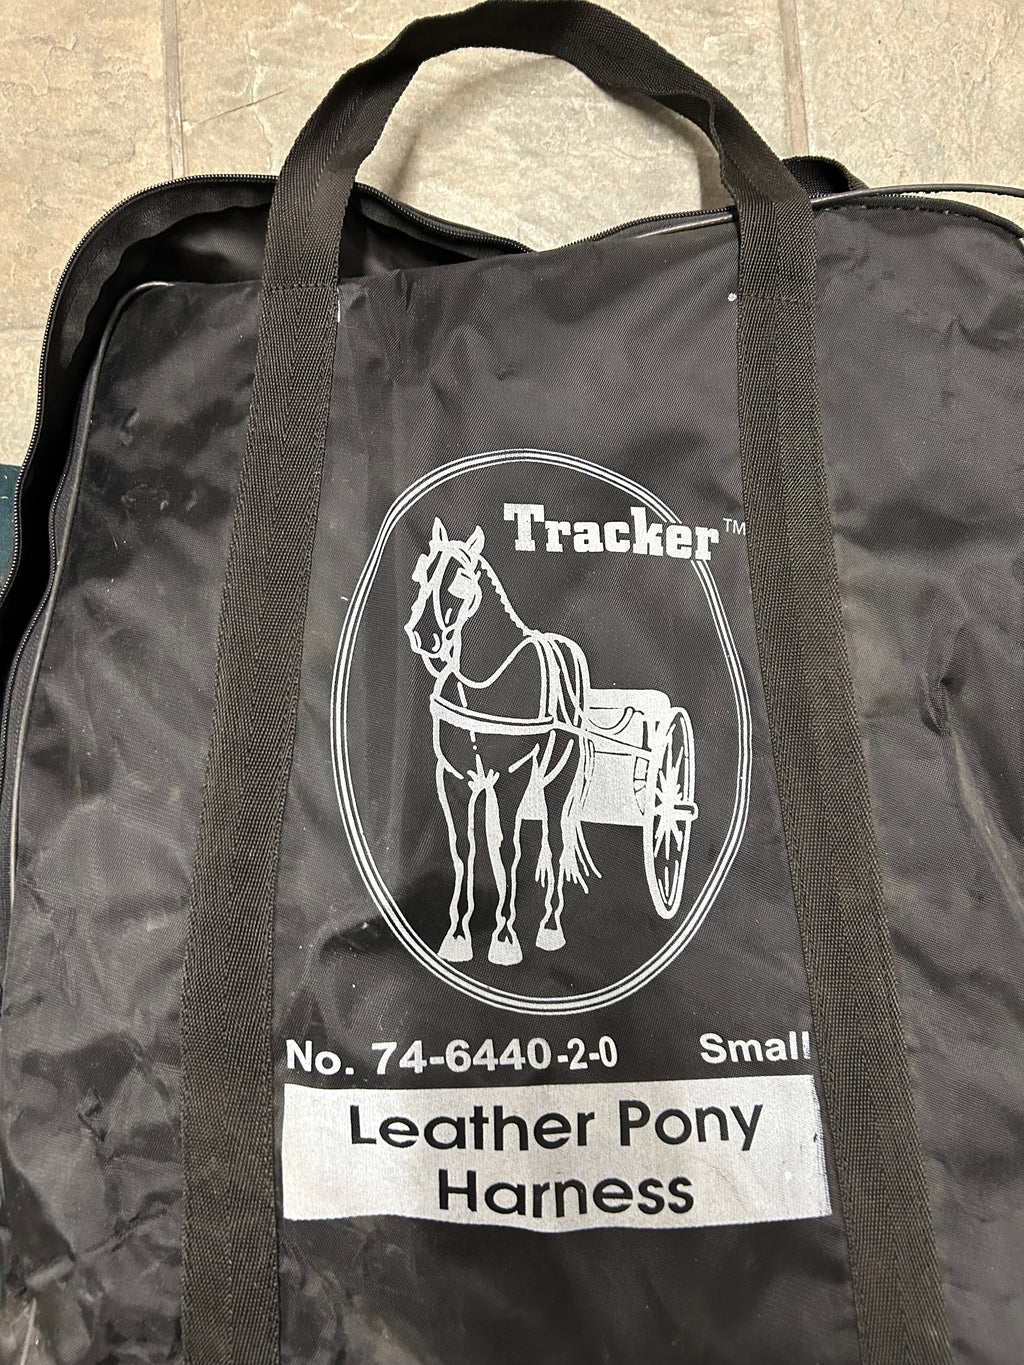 Tracker™
No. 74-6440-2-0 Small
Leather Pony
Harness